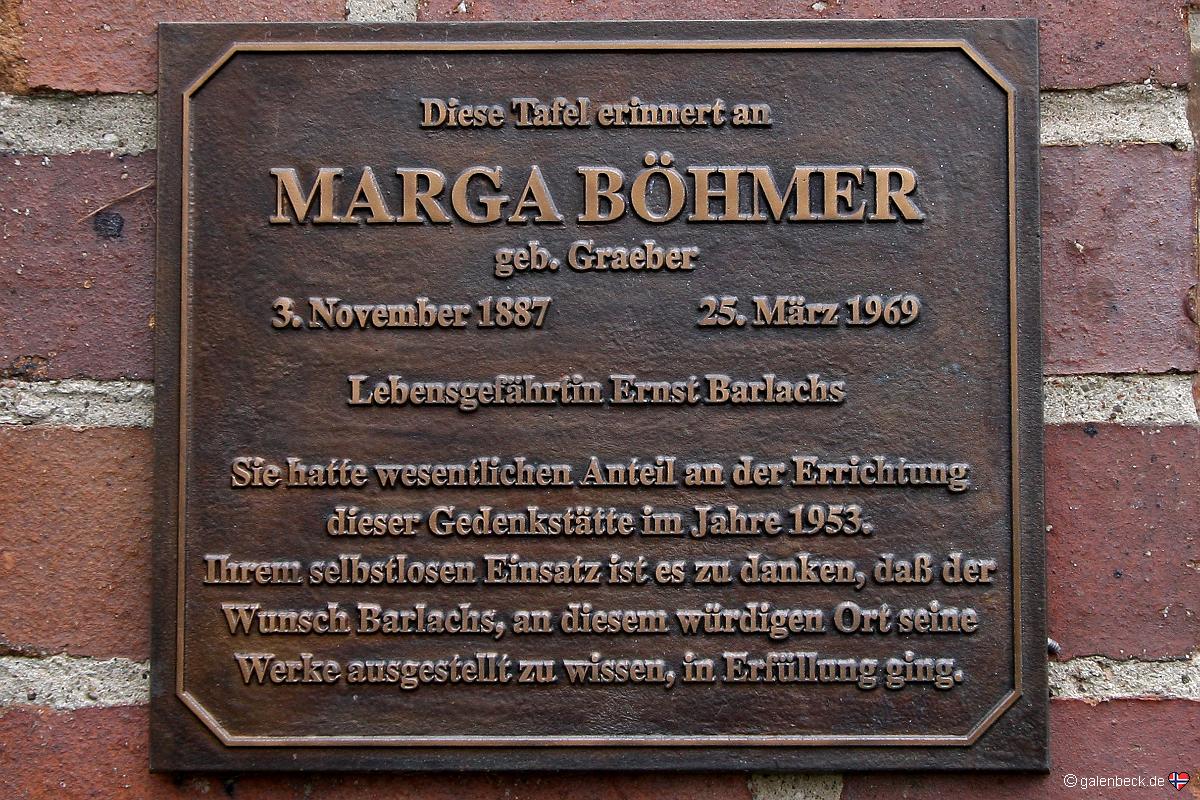 Diese Tafel erinnert an
MARGA BÖHMER
geb. Graeber
3. November 1887 25. März 1969
Lebensgefährtin Ernst Barlachs
Sie hatte wesentlichen Anteil an der Errichtung
dieser Gedenkstätte im Jahre 1953.
Ihrem selbstlosen Einsatz ist es zu danken, daß der
Wunsch Barlachs, an diesem würdigen Ort seine
Werke ausgestellt zu wissen, in Erfüllung ging.
© galenbeck.de